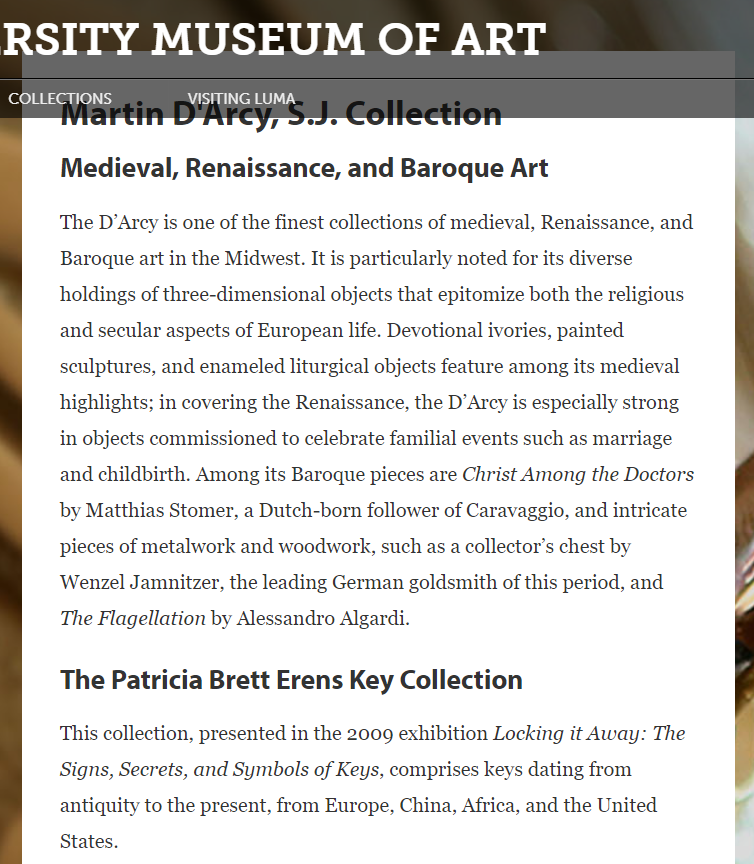 ERSITY MUSEUM OF ART
COLLECTIONS VISITING LUMA
Martin D'Arcy, S.J. Collection
Medieval, Renaissance, and Baroque Art
The D’Arcy is one of the finest collections of medieval, Renaissance, and
Baroque art in the Midwest. It is particularly noted for its diverse
holdings of three-dimensional objects that epitomize both the religious
and secular aspects of European life. Devotional ivories, painted
sculptures, and enameled liturgical objects feature among its medieval
highlights; in covering the Renaissance, the D’Arcy is especially strong
in objects commissioned to celebrate familial events such as marriage
and childbirth. Among its Baroque pieces are Christ Among the Doctors
by Matthias Stomer, a Dutch-born follower of Caravaggio, and intricate
pieces of metalwork and woodwork, such as a collector’s chest by
Wenzel Jamnitzer, the leading German goldsmith of this period, and
The Flagellation by Alessandro Algardi.
The Patricia Brett Erens Key Collection
This collection, presented in the 2009 exhibition Locking it Away: The
Signs, Secrets, and Symbols of Keys, comprises keys dating from
antiquity to the present, from Europe, China, Africa, and the United
States.